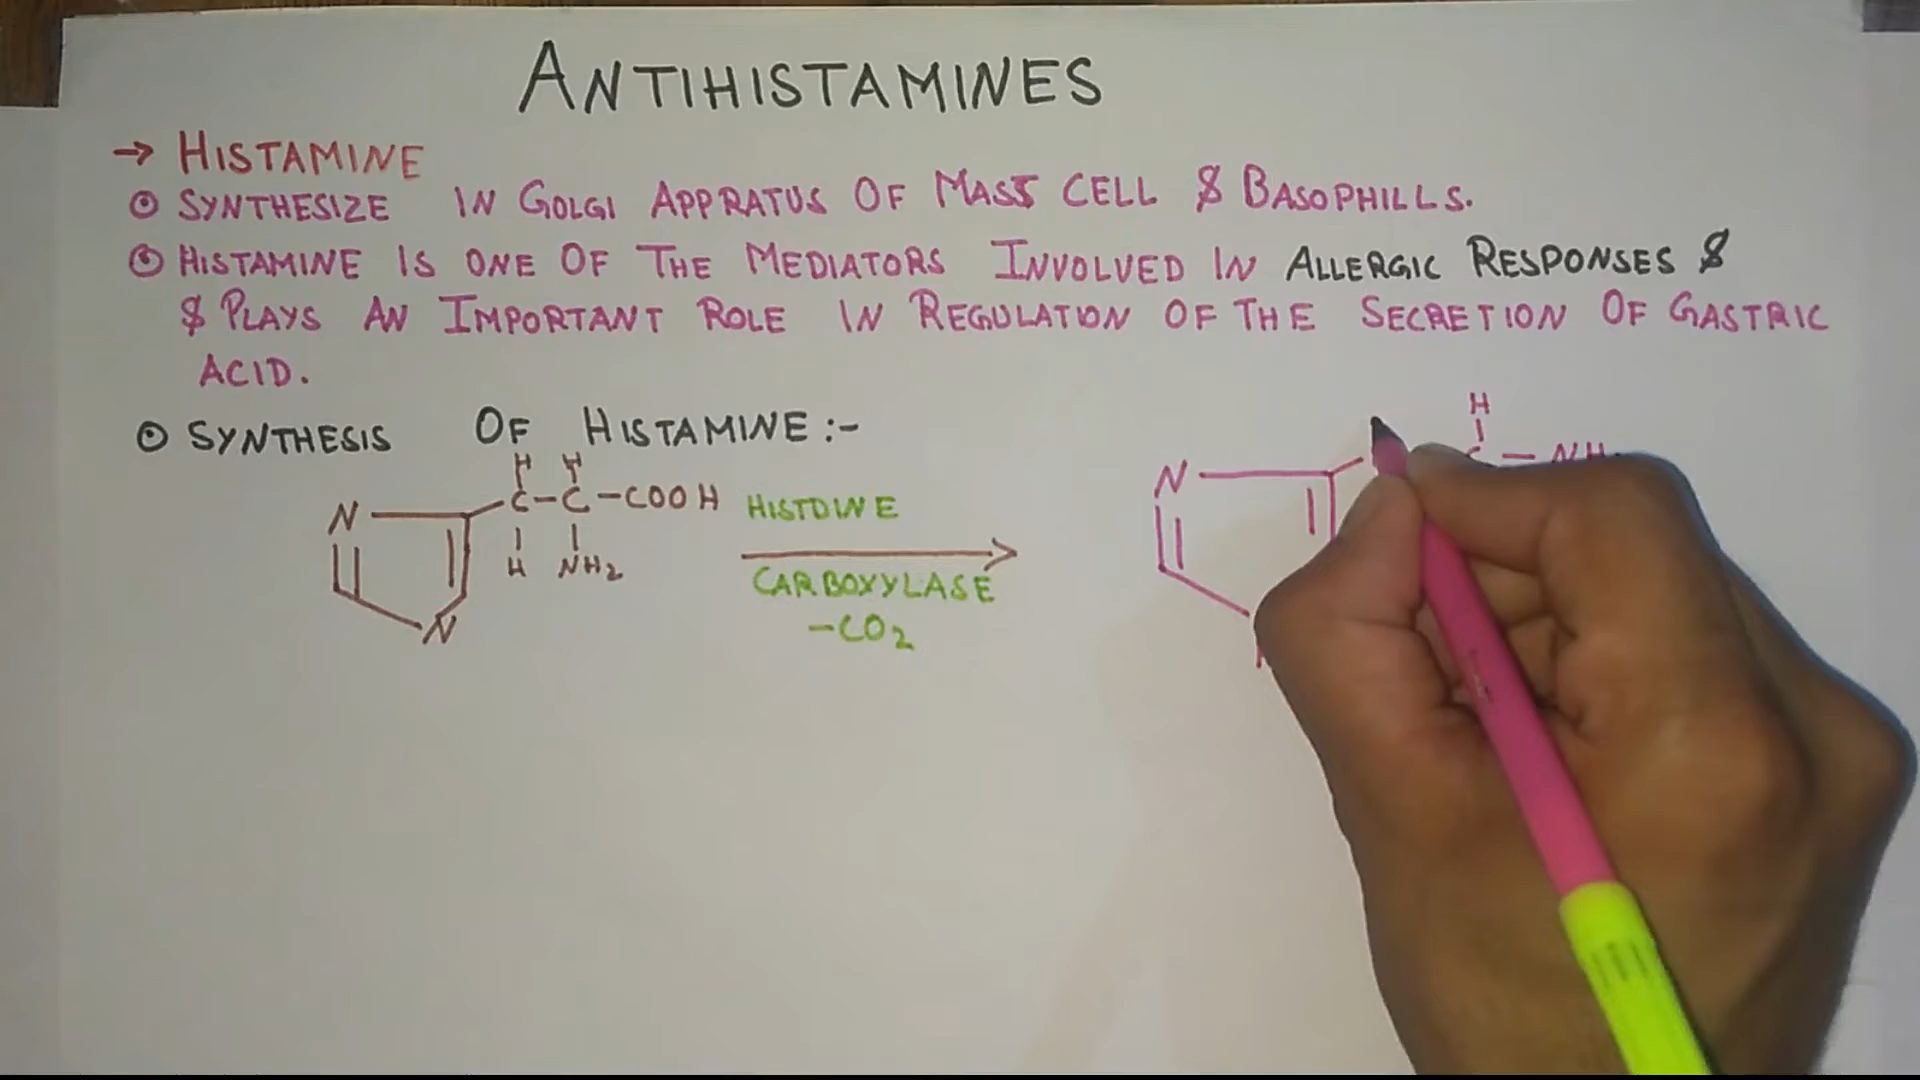 ANTIHISTAMINES
→ HISTAMINE
⊙ SYNTHESIZE IN GOLGI APPRATUS OF MASS CELL & BASOPHILLS.
⊙ HISTAMINE IS ONE OF THE MEDIATORS INVOLVED IN ALLERGIC RESPONSES &
& PLAYS AN IMPORTANT ROLE IN REGULATION OF THE SECRETION OF GASTRIC
ACID.
⊙ SYNTHESIS OF HISTAMINE :-
H H
N C-C-COOH
H NH2
N
HISTDINE
CARBOXYLASE
-CO2
H
N C - NH